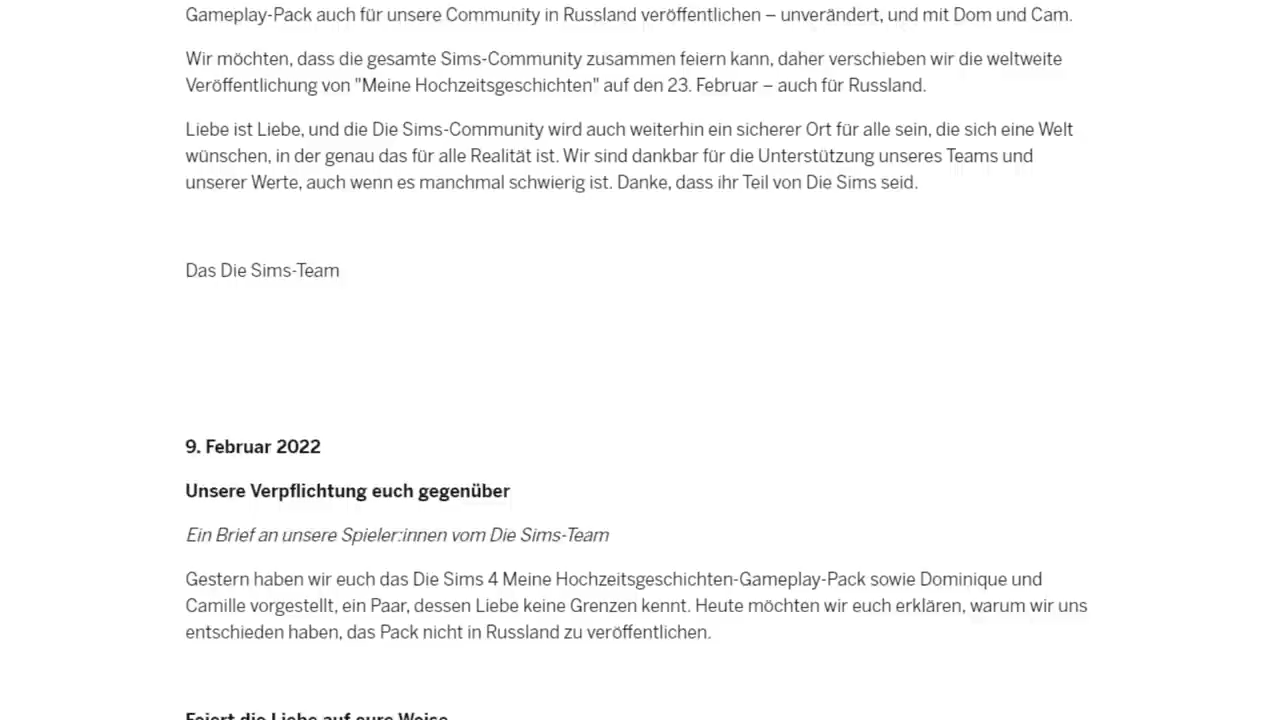 Gameplay-Pack auch für unsere Community in Russland veröffentlichen – unverändert, und mit Dom und Cam.
Wir möchten, dass die gesamte Sims-Community zusammen feiern kann, daher verschieben wir die weltweite
Veröffentlichung von "Meine Hochzeitsgeschichten" auf den 23. Februar – auch für Russland.
Liebe ist Liebe, und die Die Sims-Community wird auch weiterhin ein sicherer Ort für alle sein, die sich eine Welt
wünschen, in der genau das für alle Realität ist. Wir sind dankbar für die Unterstützung unseres Teams und
unserer Werte, auch wenn es manchmal schwierig ist. Danke, dass ihr Teil von Die Sims seid.
Das Die Sims-Team
9. Februar 2022
Unsere Verpflichtung euch gegenüber
Ein Brief an unsere Spieler:innen vom Die Sims-Team
Gestern haben wir euch das Die Sims 4 Meine Hochzeitsgeschichten-Gameplay-Pack sowie Dominique und
Camille vorgestellt, ein Paar, dessen Liebe keine Grenzen kennt. Heute möchten wir euch erklären, warum wir uns
entschieden haben, das Pack nicht in Russland zu veröffentlichen.
Feiert die Liebe auf eure Weise